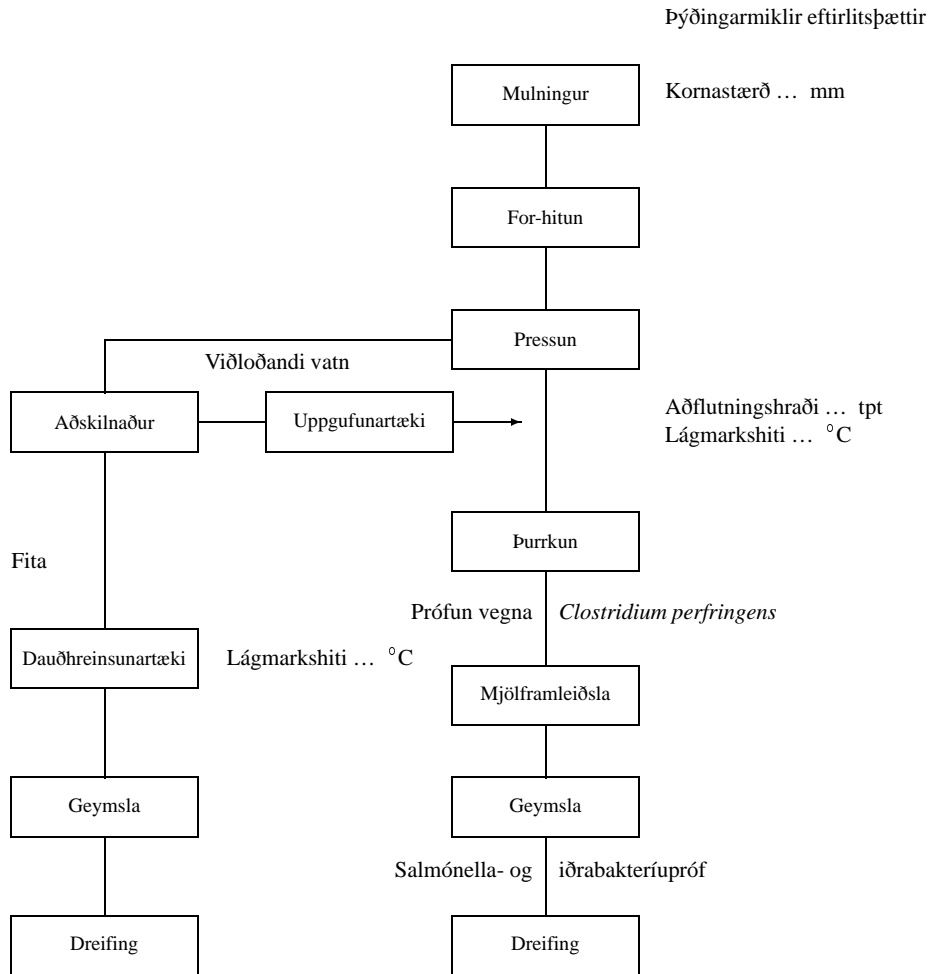 Þýðingarmiklir eftirlitsþættir
Mulningur
Kornastærð … mm
For-hitun
Pressun
Viðloðandi vatn
Aðskilnaður
Uppgufunartæki
Aðflutningshraði … tpt
Lágmarkshiti … °C
Þurrkun
Fita
Prófun vegna Clostridium perfringens
Dauðhreinsunartæki
Lágmarkshiti … °C
Mjölframleiðsla
Geymsla
Geymsla
Salmónella- og iðrabakteríupróf
Dreifing
Dreifing